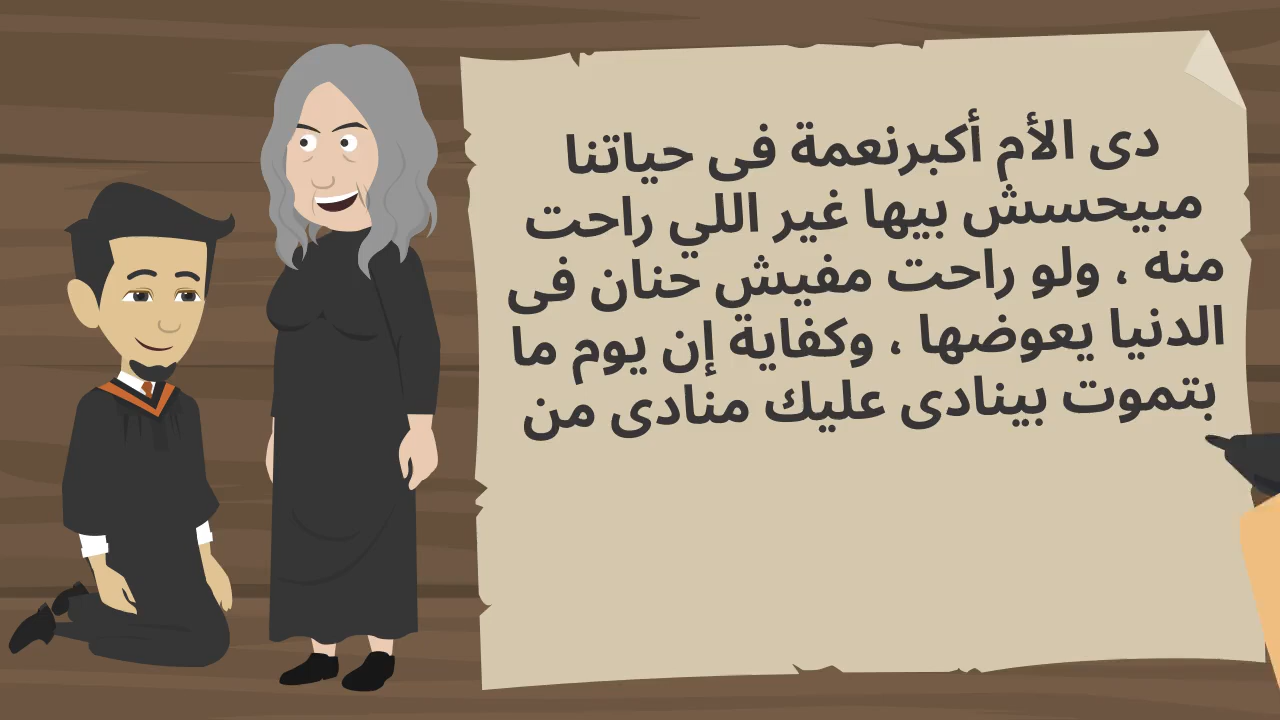 دى الأم أكبرنعمة فى حياتنا
مبيحسش بيها غير اللي راحت
منه ، ولو راحت مفيش حنان فى
الدنيا يعوضها ، وكفاية إن يوم ما
بتموت بينادى عليك منادى من